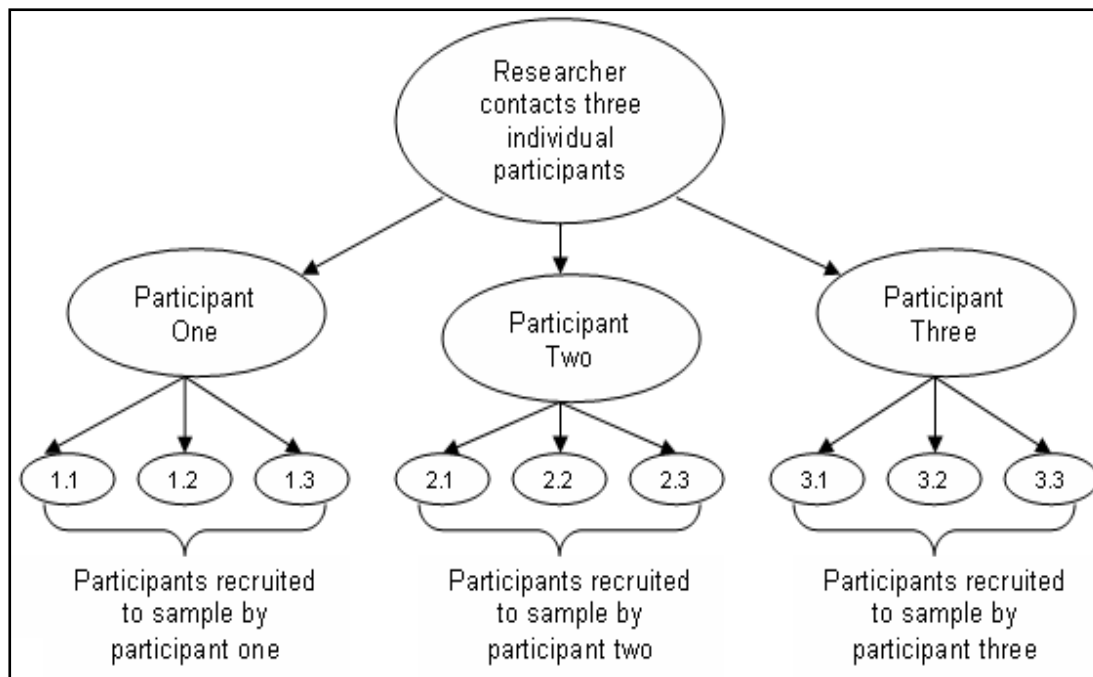 Researcher
contacts three
individual
participants
Participant
One
Participant
Two
Participant
Three
1.1
1.2
1.3
2.1
2.2
2.3
3.1
3.2
3.3
Participants recruited
to sample by
participant one
Participants recruited
to sample by
participant two
Participants recruited
to sample by
participant three